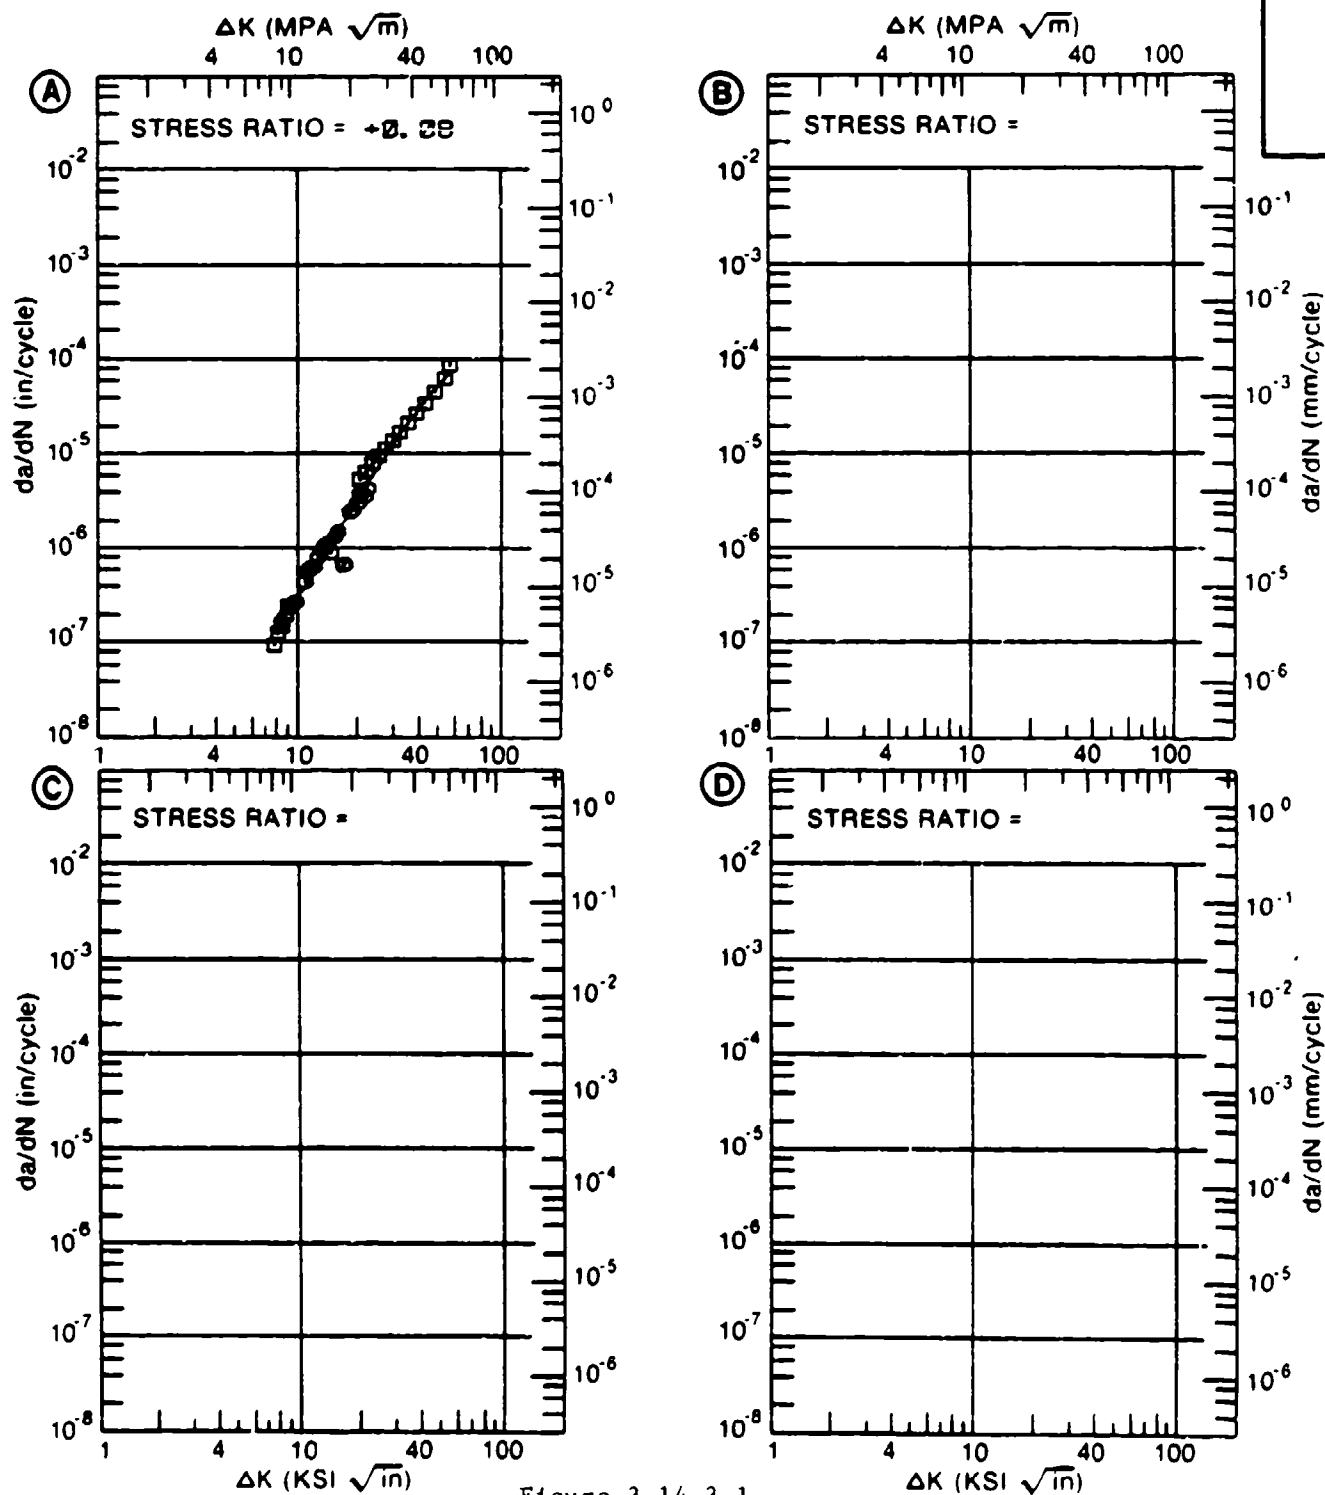 ΔK (MPA √m)
4 10 40 100
ΔK (MPA √m)
4 10 40 100
A
STRESS RATIO = +0.08
da/dN (in/cycle)
10⁻²
10⁻³
10⁻⁴
10⁻⁵
10⁻⁶
10⁻⁷
10⁻⁸
10⁰
10⁻¹
10⁻²
10⁻³
10⁻⁴
10⁻⁵
10⁻⁶
1 4 10 40 100
B
STRESS RATIO =
10⁻²
10⁻³
10⁻⁴
10⁻⁵
10⁻⁶
10⁻⁷
10⁻⁸
10⁻¹
10⁻²
10⁻³
10⁻⁴
10⁻⁵
10⁻⁶
da/dN (mm/cycle)
1 4 10 40 100
C
STRESS RATIO =
da/dN (in/cycle)
10⁻²
10⁻³
10⁻⁴
10⁻⁵
10⁻⁶
10⁻⁷
10⁻⁸
10⁰
10⁻¹
10⁻²
10⁻³
10⁻⁴
10⁻⁵
10⁻⁶
1 4 10 40 100
ΔK (KSI √in)
D
STRESS RATIO =
10⁻²
10⁻³
10⁻⁴
10⁻⁵
10⁻⁶
10⁻⁷
10⁻⁸
10⁰
10⁻¹
10⁻²
10⁻³
10⁻⁴
10⁻⁵
10⁻⁶
da/dN (mm/cycle)
1 4 10 40 100
ΔK (KSI √in)
Figure 3.14.3.1